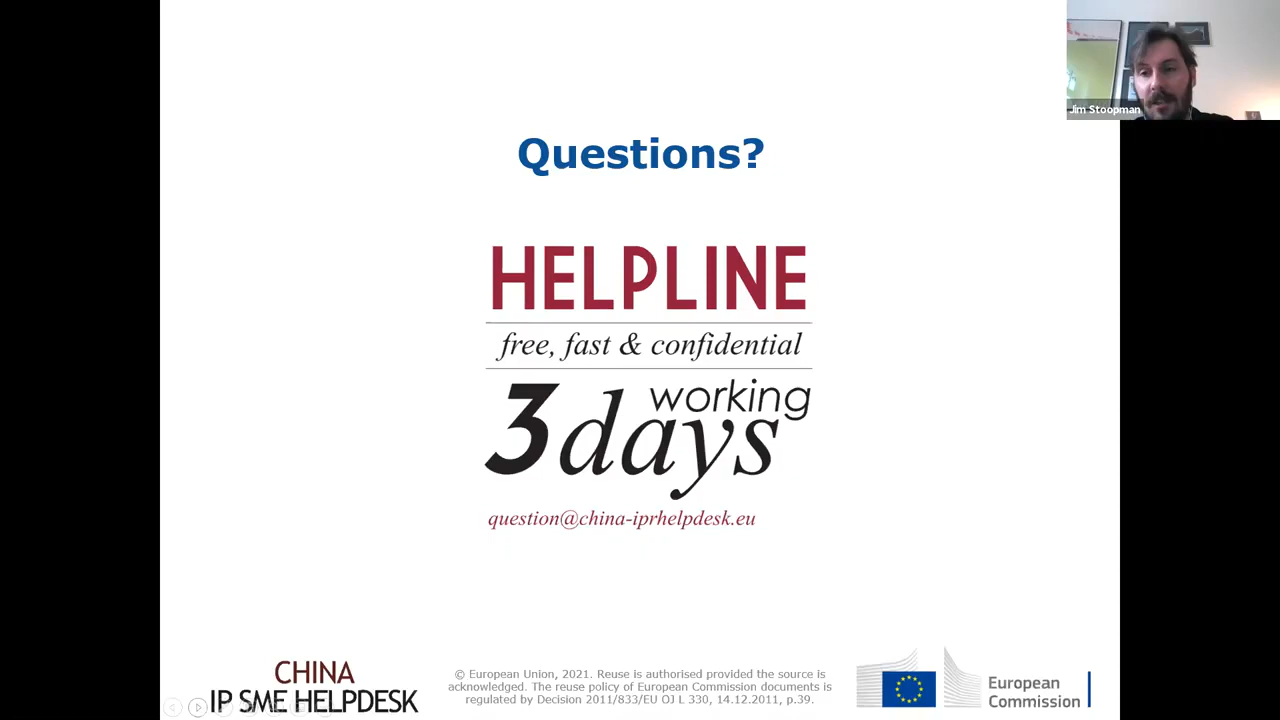 Jim Stoopman
Questions?
HELPLINE
free, fast & confidential
3 working days
question@china-iprhelpdesk.eu
CHINA
IP SME HELPDESK
© European Union, 2021. Reuse is authorised provided the source is
acknowledged. The reuse policy of European Commission documents is
regulated by Decision 2011/833/EU OJ L 330, 14.12.2011, p.39.
European
Commission